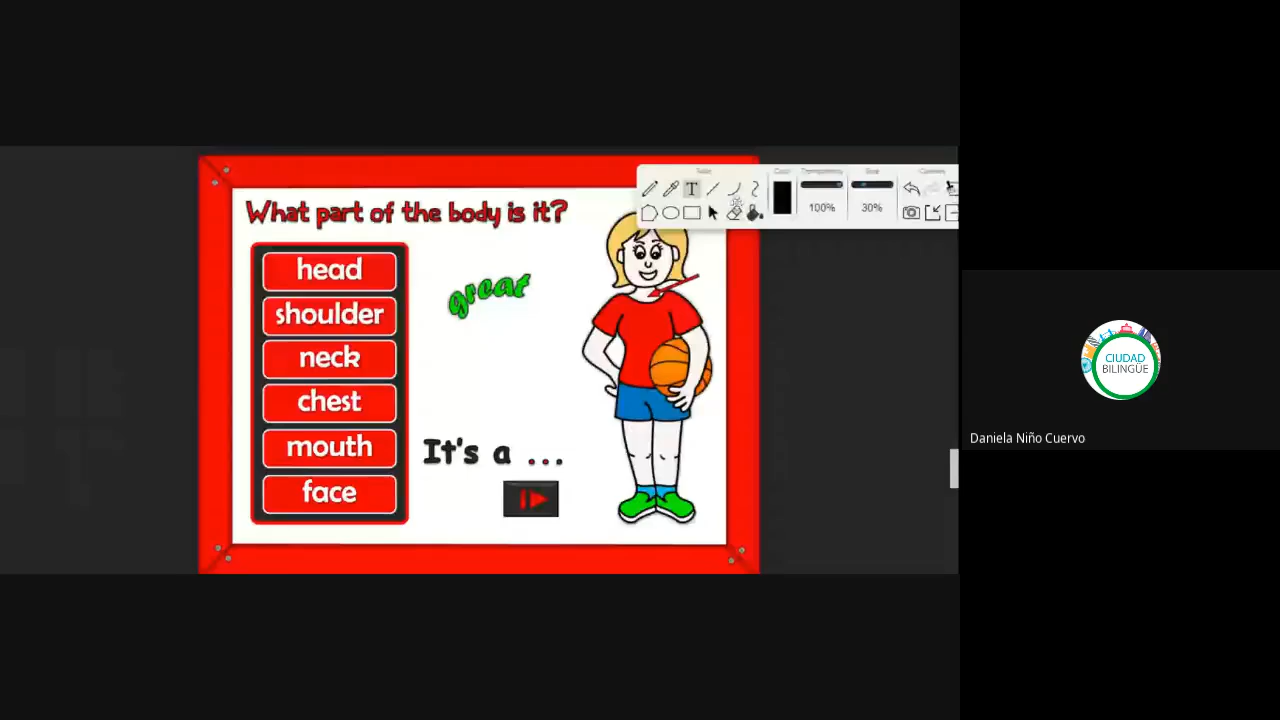 What part of the body is it?
head
shoulder
neck
chest
mouth
face
great
It's a ...
T
100%
30%
CIUDAD
BILINGÜE
Daniela Niño Cuervo